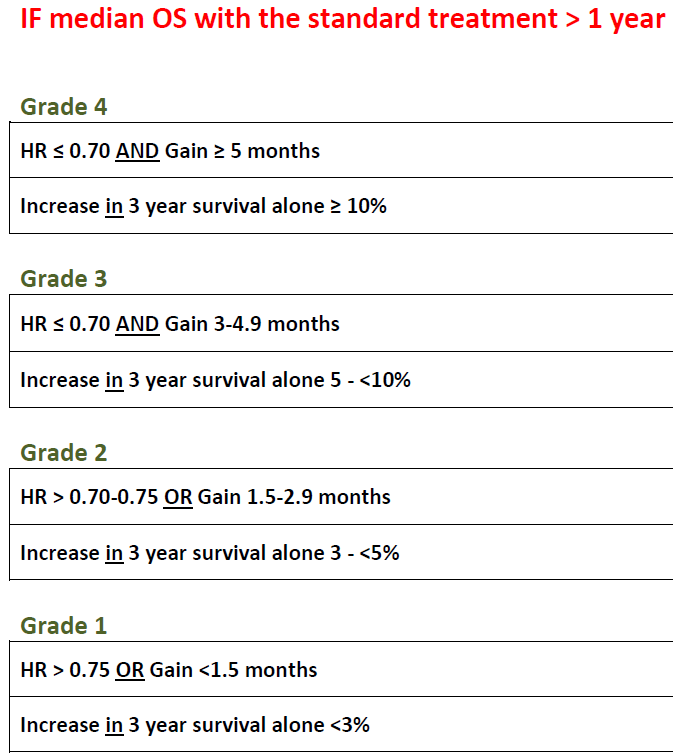 IF median OS with the standard treatment > 1 year
Grade 4
HR ≤ 0.70 AND Gain ≥ 5 months
Increase in 3 year survival alone ≥ 10%
Grade 3
HR ≤ 0.70 AND Gain 3-4.9 months
Increase in 3 year survival alone 5 - <10%
Grade 2
HR > 0.70-0.75 OR Gain 1.5-2.9 months
Increase in 3 year survival alone 3 - <5%
Grade 1
HR > 0.75 OR Gain <1.5 months
Increase in 3 year survival alone <3%